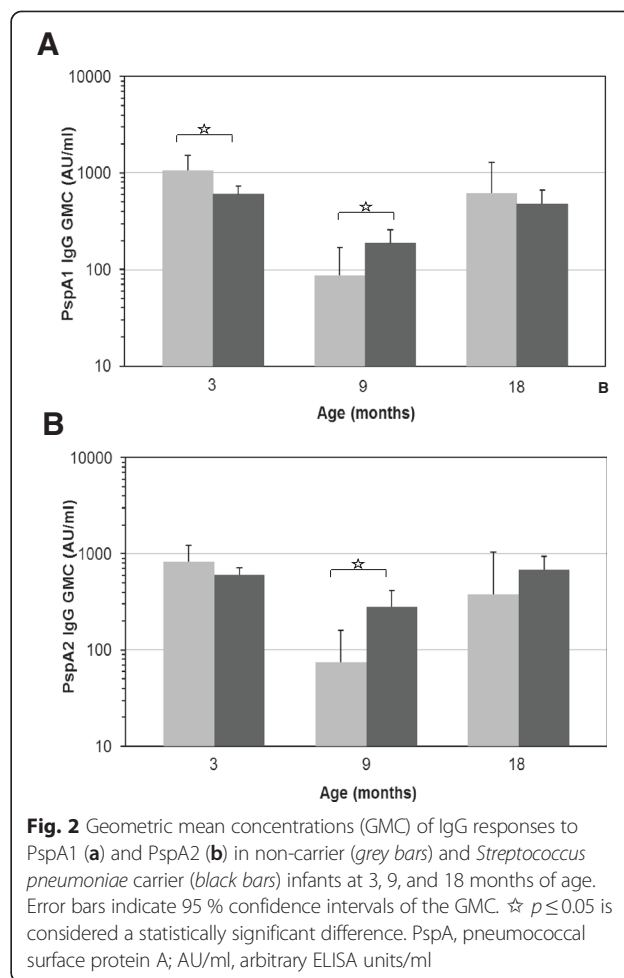 A
PspA1 IgG GMC (AU/ml)
10000
1000
100
10
☆
☆
3 9 18 B
Age (months)
B
PspA2 IgG GMC (AU/ml)
10000
1000
100
10
☆
3 9 18
Age (months)
Fig. 2 Geometric mean concentrations (GMC) of IgG responses to
PspA1 (a) and PspA2 (b) in non-carrier (grey bars) and Streptococcus
pneumoniae carrier (black bars) infants at 3, 9, and 18 months of age.
Error bars indicate 95 % confidence intervals of the GMC. ☆ p ≤ 0.05 is
considered a statistically significant difference. PspA, pneumococcal
surface protein A; AU/ml, arbitrary ELISA units/ml